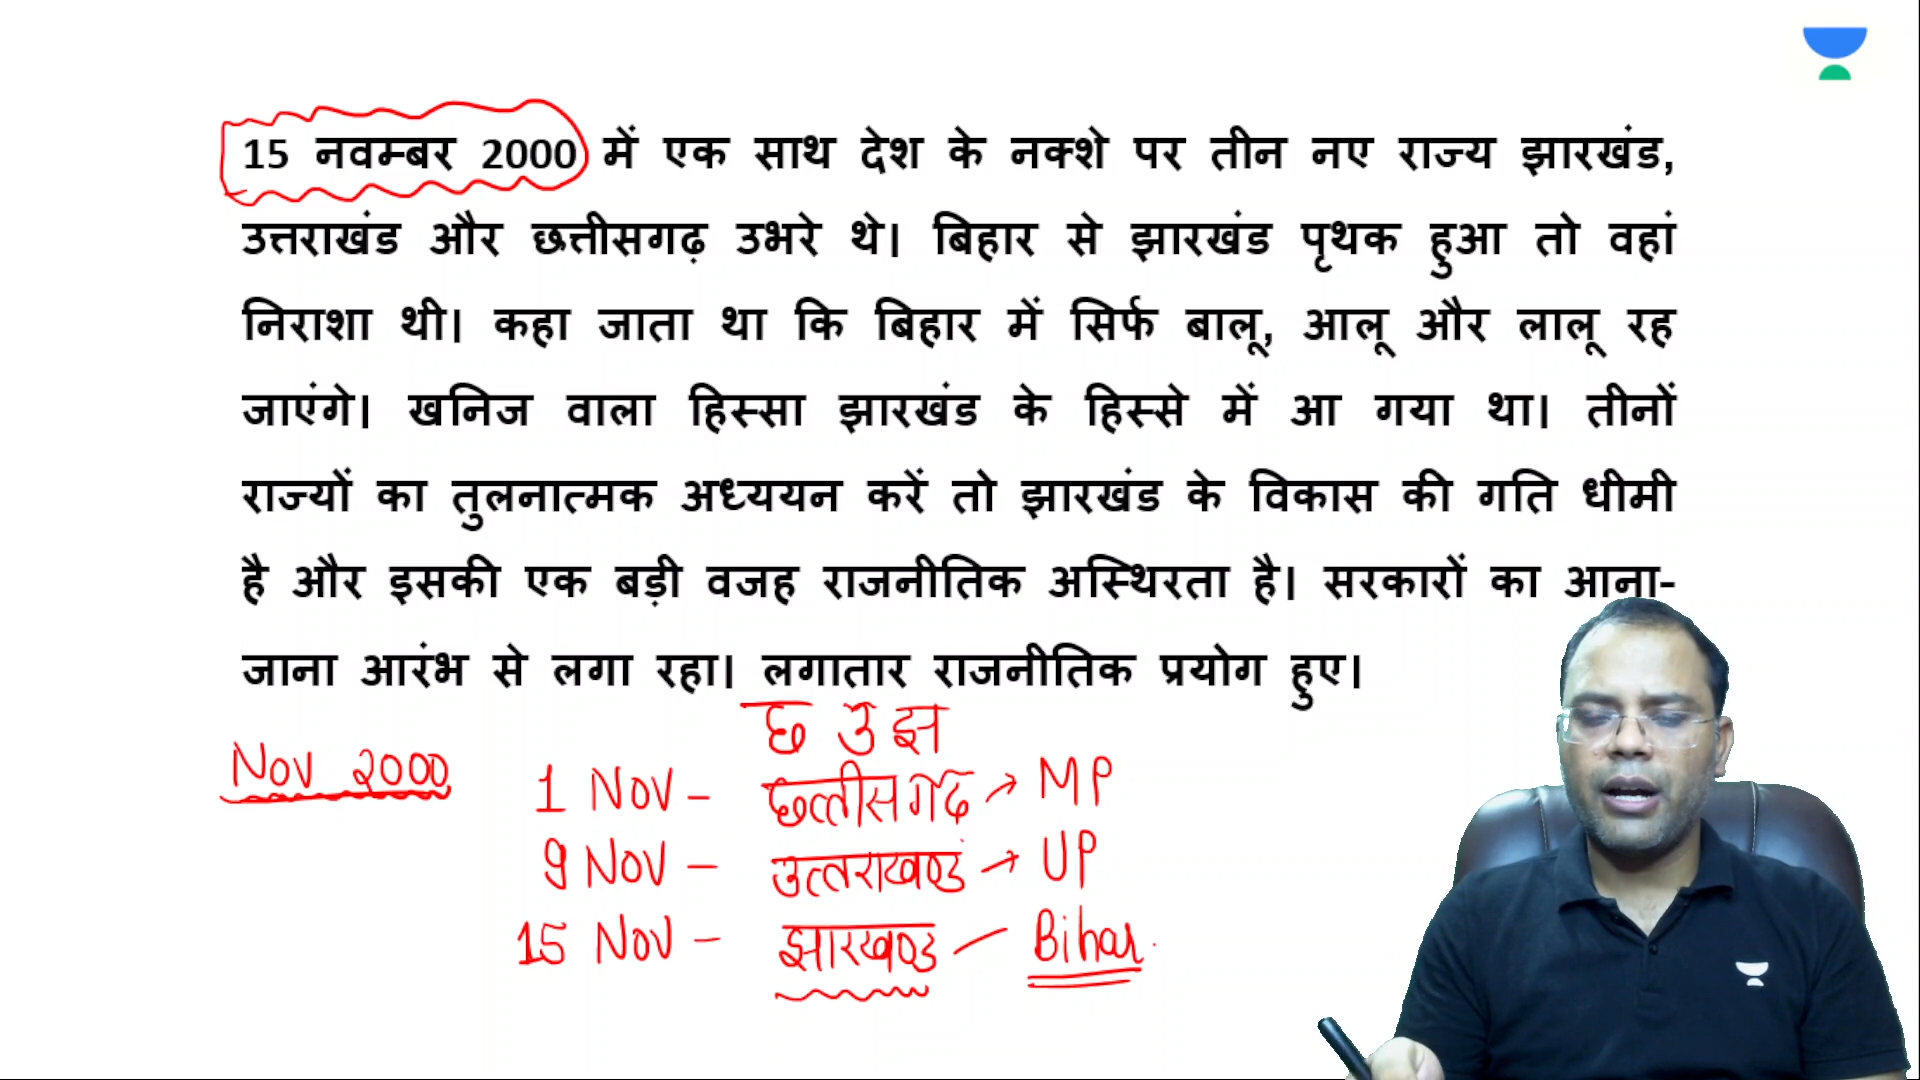 15 नवम्बर 2000 में एक साथ देश के नक्शे पर तीन नए राज्य झारखंड,
उत्तराखंड और छत्तीसगढ़ उभरे थे। बिहार से झारखंड पृथक हुआ तो वहां
निराशा थी। कहा जाता था कि बिहार में सिर्फ बालू, आलू और लालू रह
जाएंगे। खनिज वाला हिस्सा झारखंड के हिस्से में आ गया था। तीनों
राज्यों का तुलनात्मक अध्ययन करें तो झारखंड के विकास की गति धीमी
है और इसकी एक बड़ी वजह राजनीतिक अस्थिरता है। सरकारों का आना-
जाना आरंभ से लगा रहा। लगातार राजनीतिक प्रयोग हुए।
छ उ झ
Nov 2000
1 Nov - छत्तीसगढ़ → MP
9 Nov - उत्तराखण्ड → UP
15 Nov - झारखण्ड - Bihar.